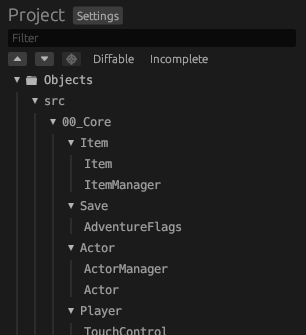 Project Settings
Filter
Diffable Incomplete
Objects
src
00_Core
Item
Item
ItemManager
Save
AdventureFlags
Actor
ActorManager
Actor
Player
TouchControl